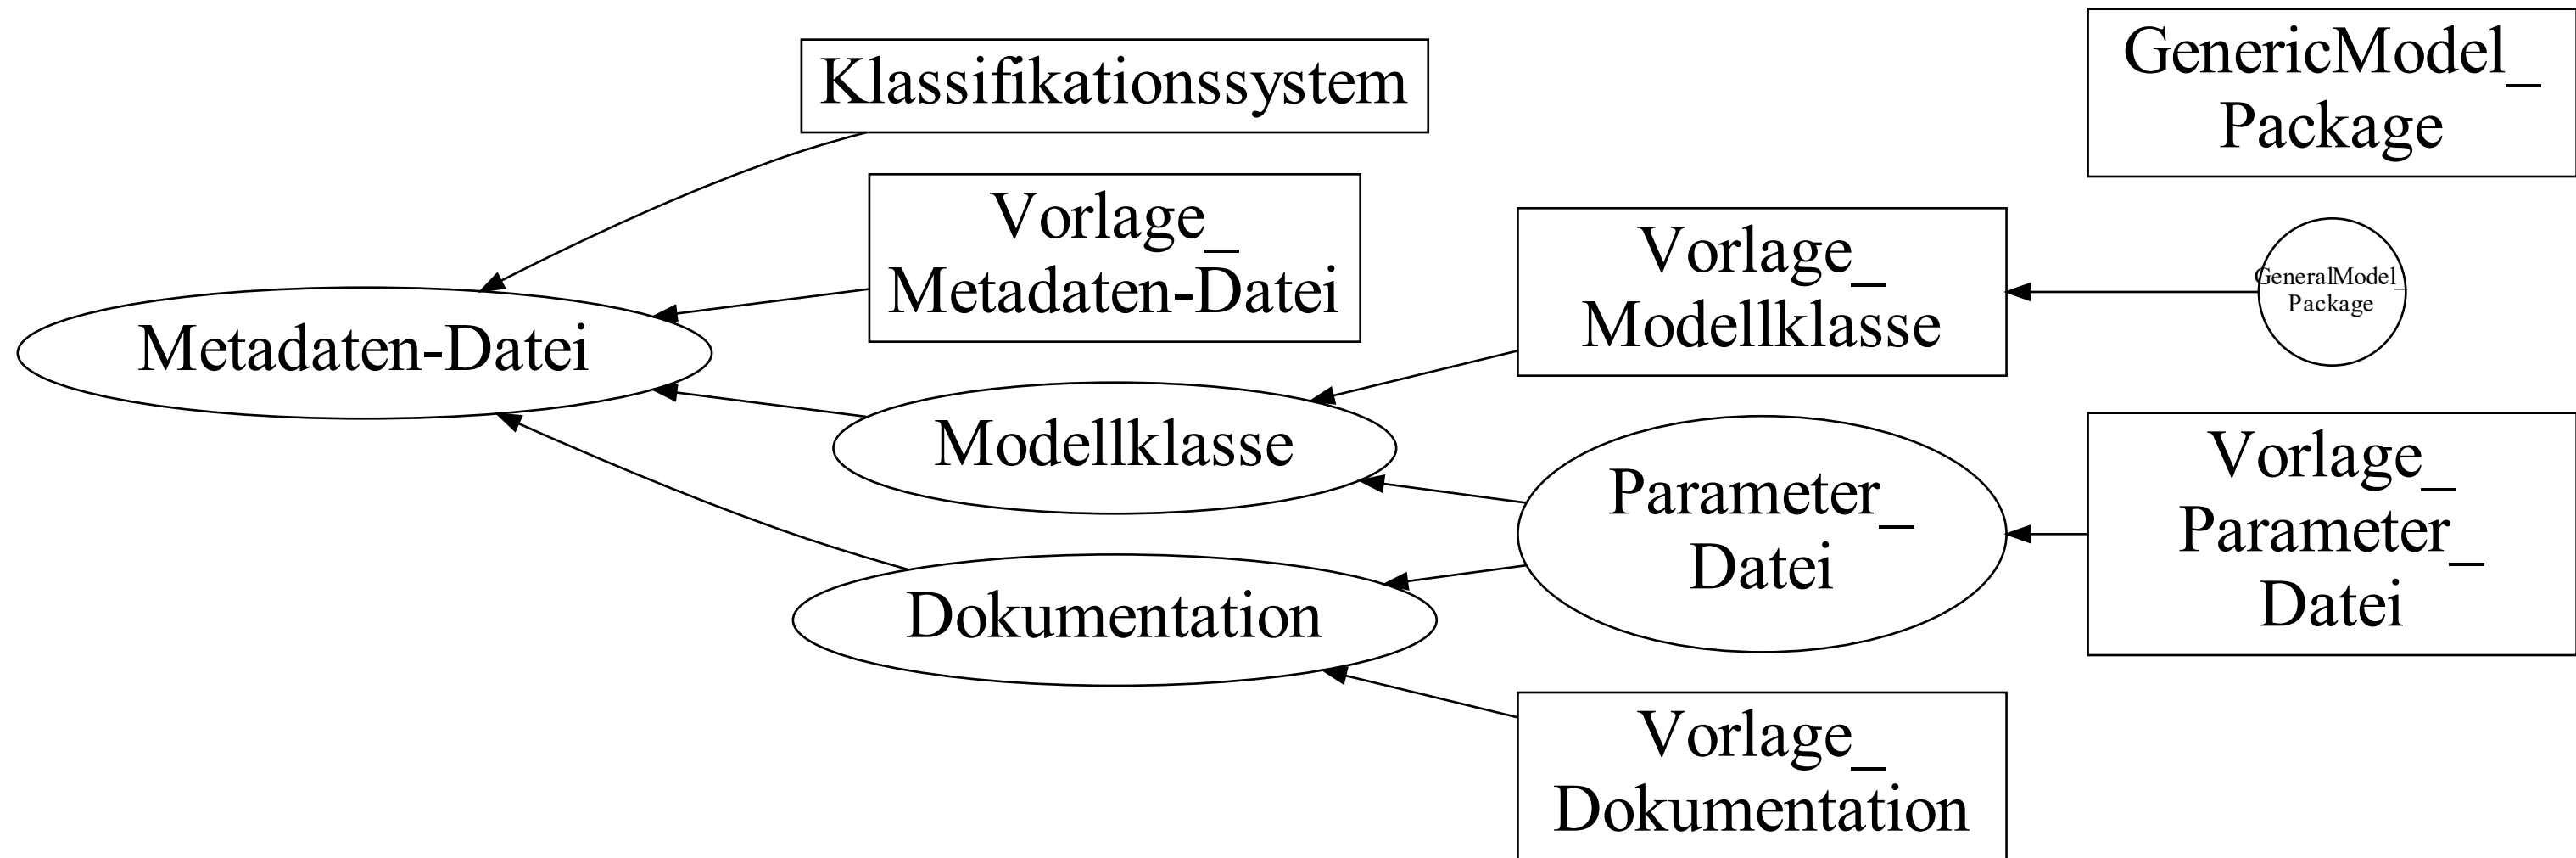 Klassifikationssystem
Vorlage_
Metadaten-Datei
Metadaten-Datei
Modellklasse
Dokumentation
Vorlage_
Modellklasse
Parameter_
Datei
Vorlage_
Dokumentation
GenericModel_
Package
GeneralModel_
Package
Vorlage_
Parameter_
Datei